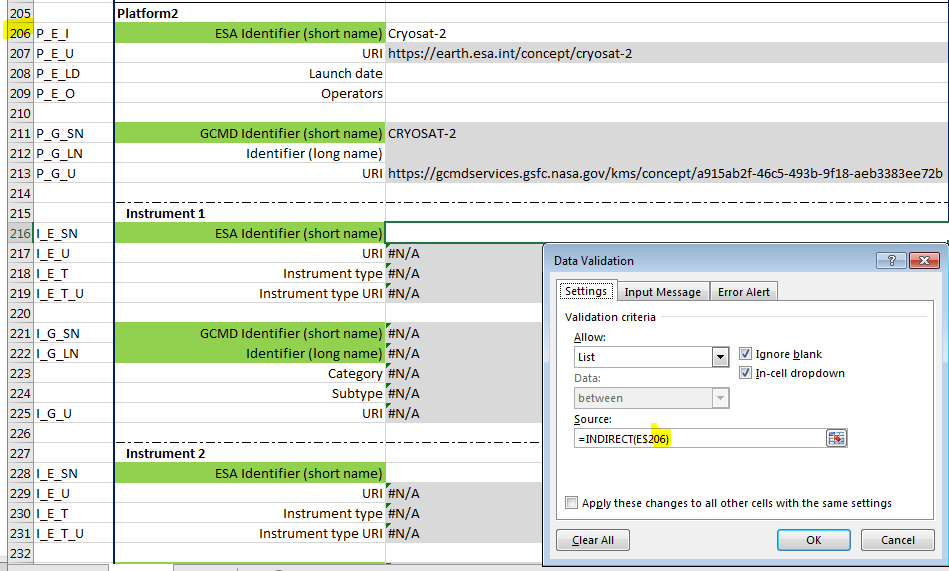 205 Platform2
206 P_E_I ESA Identifier (short name) Cryosat-2
207 P_E_U URI https://earth.esa.int/concept/cryosat-2
208 P_E_LD Launch date
209 P_E_O Operators
210
211 P_G_SN GCMD Identifier (short name) CRYOSAT-2
212 P_G_LN Identifier (long name)
213 P_G_U URI https://gcmdservices.gsfc.nasa.gov/kms/concept/a915ab2f-46c5-493b-9f18-aeb3383ee72b
214
215 Instrument 1
216 I_E_SN ESA Identifier (short name)
217 I_E_U URI #N/A
218 I_E_T Instrument type #N/A
219 I_E_T_U Instrument type URI #N/A
220
221 I_G_SN GCMD Identifier (short name) #N/A
222 I_G_LN Identifier (long name) #N/A
223 Category #N/A
224 Subtype #N/A
225 I_G_U URI #N/A
226
227 Instrument 2
228 I_E_SN ESA Identifier (short name)
229 I_E_U URI #N/A
230 I_E_T Instrument type #N/A
231 I_E_T_U Instrument type URI #N/A
232
Data Validation
?
Settings Input Message Error Alert
Validation criteria
Allow:
List Ignore blank
In-cell dropdown
Data:
between
Source:
=INDIRECT(E$206)
Apply these changes to all other cells with the same settings
Clear All OK Cancel